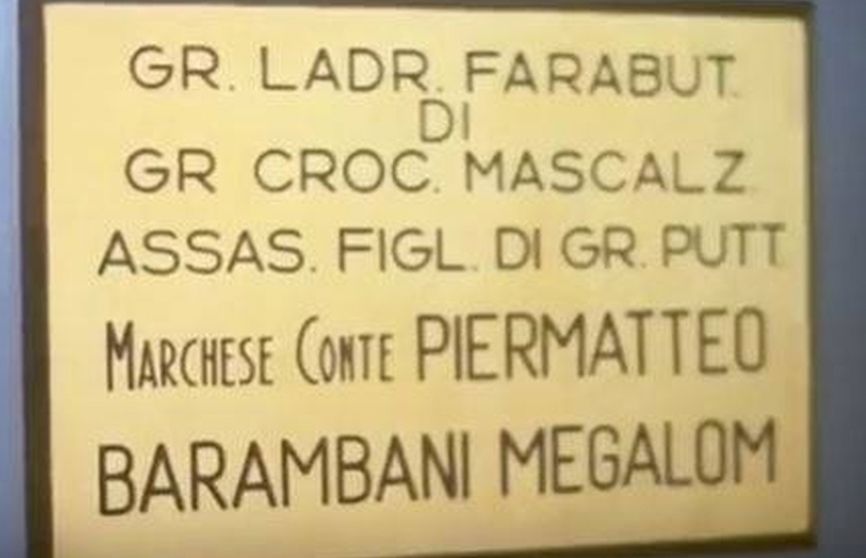 GR. LADR. FARABUT.
DI
GR CROC. MASCALZ.
ASSAS. FIGL. DI GR. PUTT
MARCHESE CONTE PIERMATTEO
BARAMBANI MEGALOM